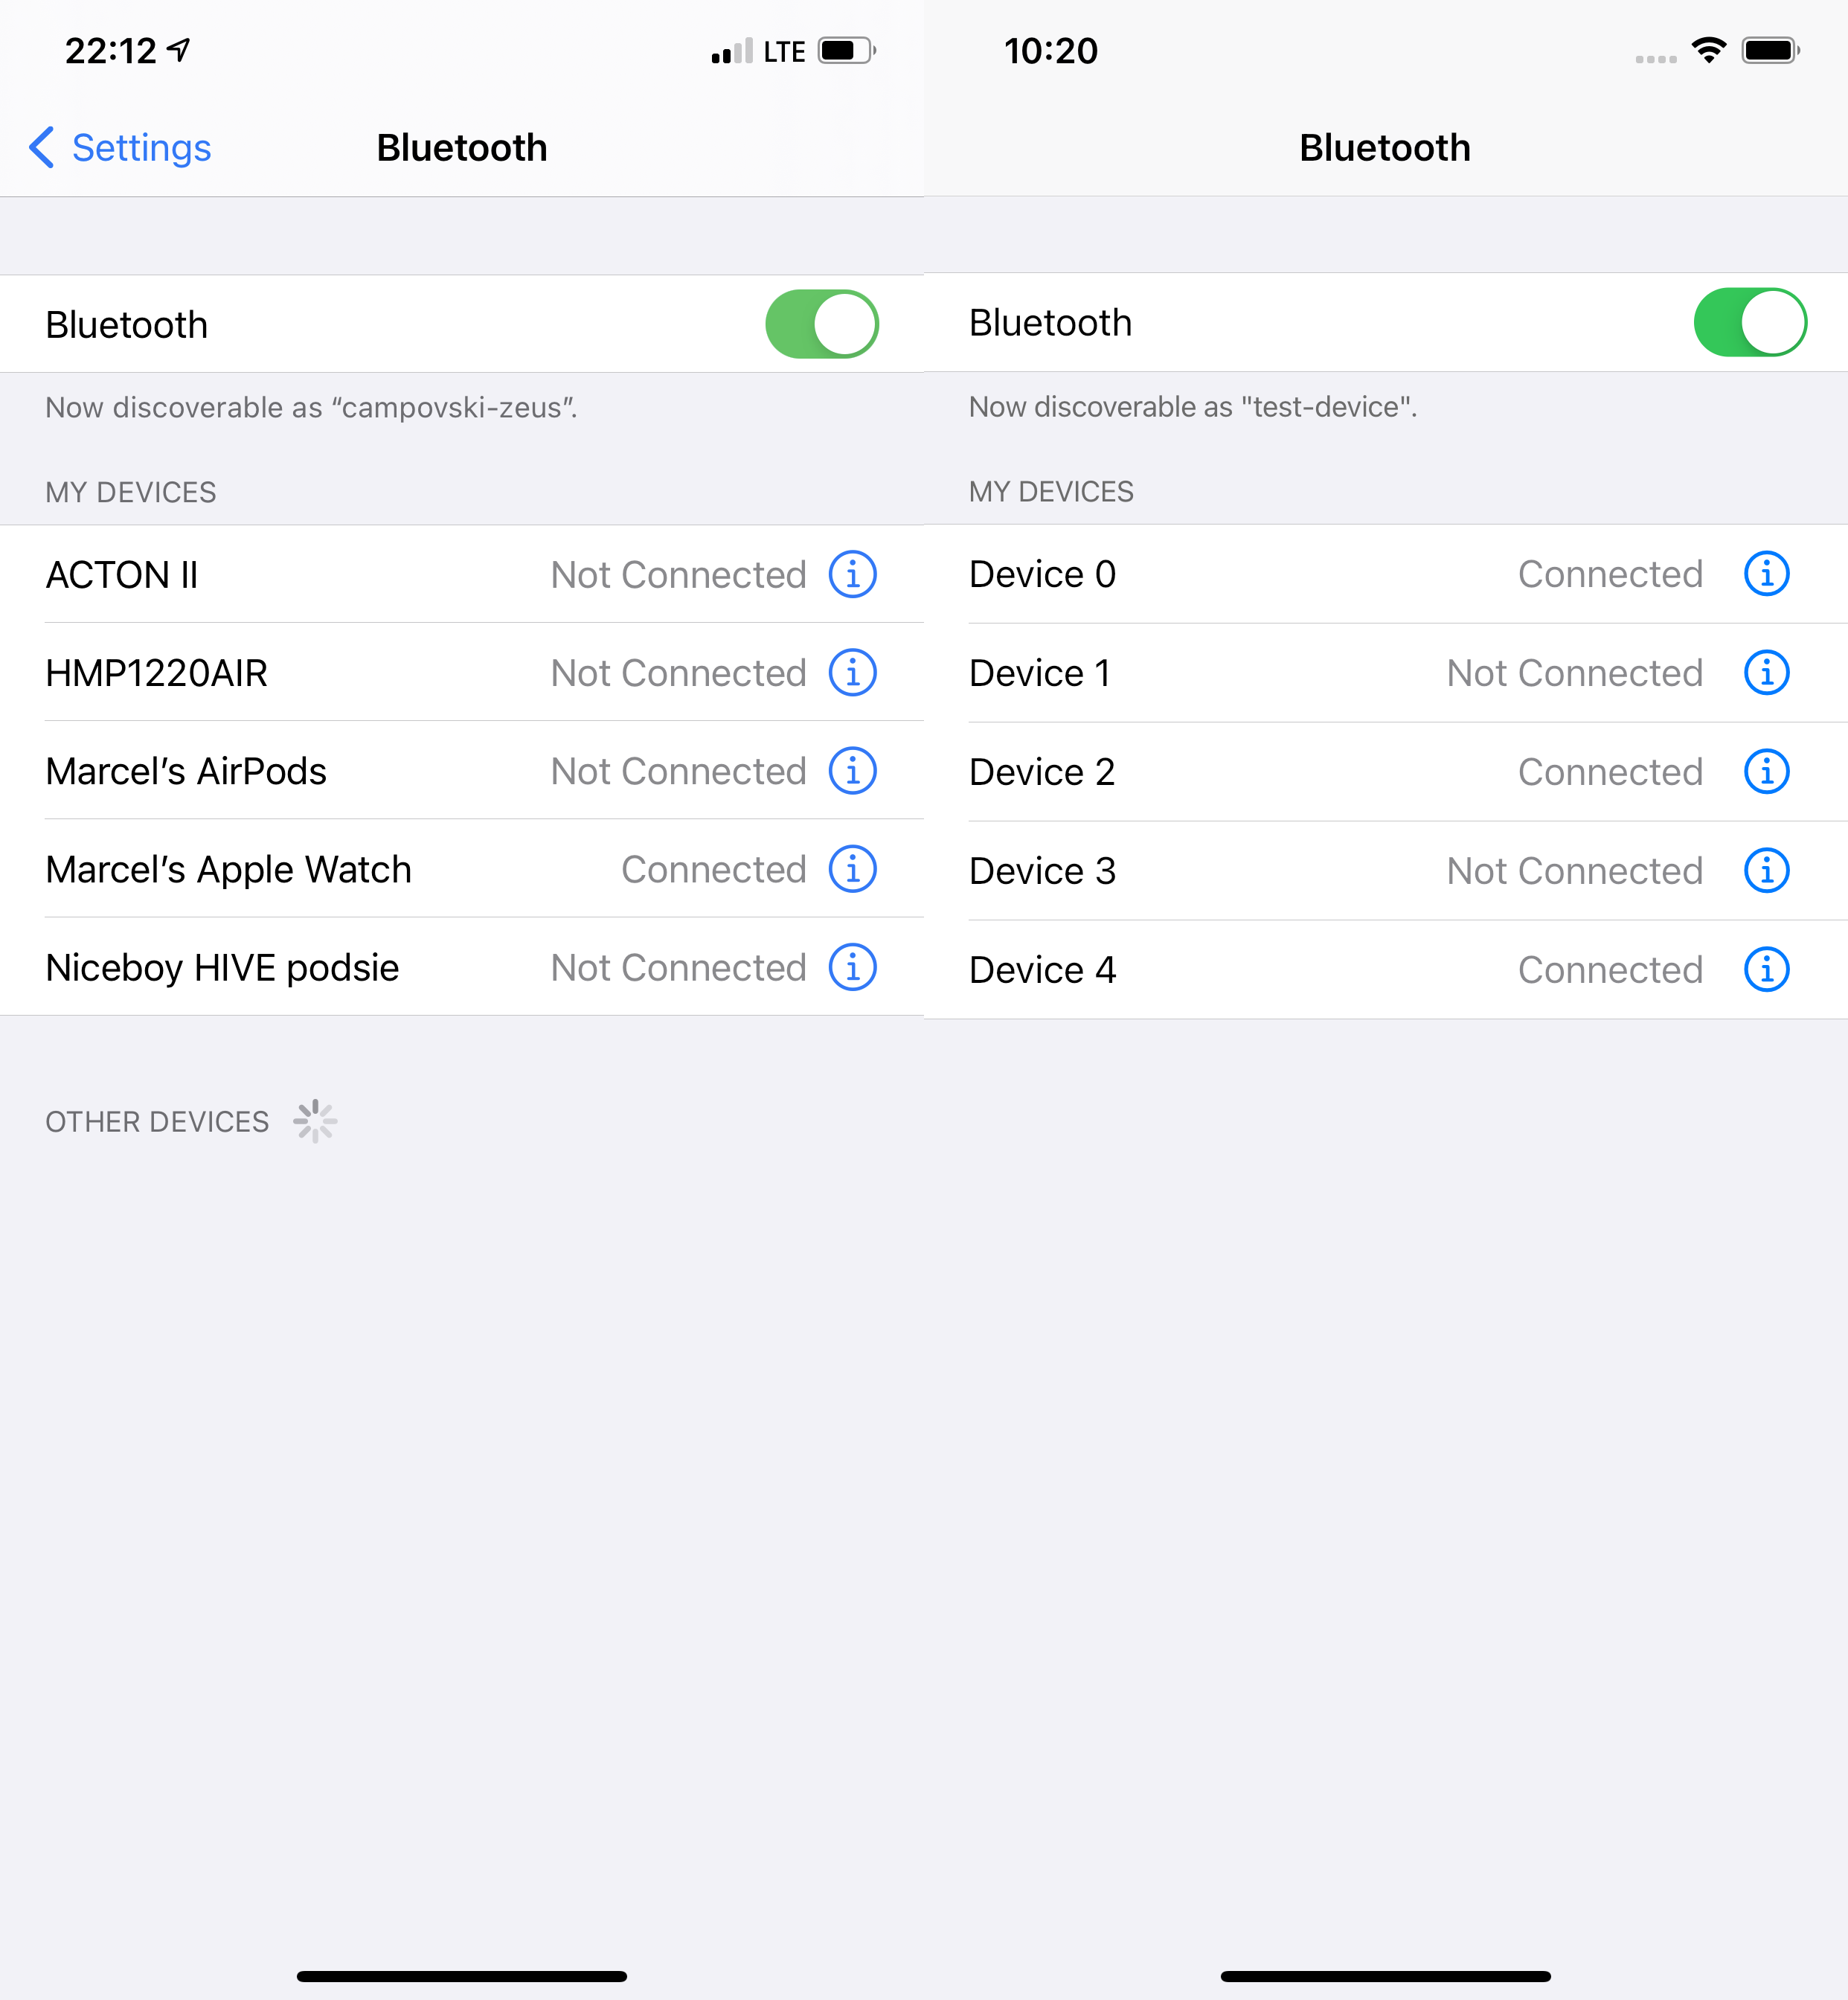 22:12 LTE
Settings Bluetooth
Bluetooth
Now discoverable as “campovski-zeus”.
MY DEVICES
ACTON II Not Connected
HMP1220AIR Not Connected
Marcel’s AirPods Not Connected
Marcel’s Apple Watch Connected
Niceboy HIVE podsie Not Connected
OTHER DEVICES
10:20
Bluetooth
Bluetooth
Now discoverable as "test-device".
MY DEVICES
Device 0 Connected
Device 1 Not Connected
Device 2 Connected
Device 3 Not Connected
Device 4 Connected